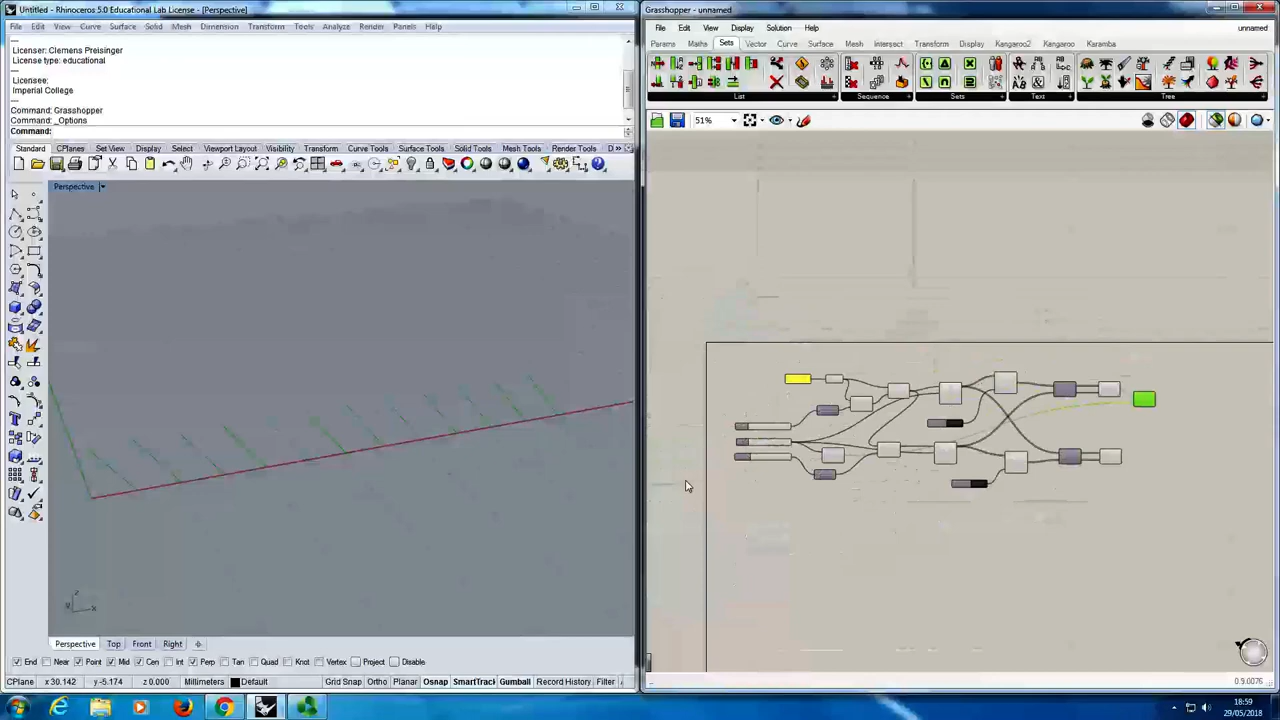 Untitled - Rhinoceros 5.0 Educational Lab License - [Perspective]
File Edit View Curve Surface Solid Mesh Dimension Transform Tools Analyze Render Panels Help
---
Licenser: Clemens Preisinger
License type: educational
---
Licensee:
Imperial College
---
Command: Grasshopper
Command: _Options
Command:
Standard CPlanes Set View Display Select Viewport Layout Visibility Transform Curve Tools Surface Tools Solid Tools Mesh Tools Render Tools D »
Perspective
z
y x
Perspective Top Front Right
End Near Point Mid Cen Int Perp Tan Quad Knot Vertex Project Disable
CPlane x 30.142 y -5.174 z 0.000 Millimeters Default Grid Snap Ortho Planar Osnap SmartTrack Gumball Record History Filter
Grasshopper - unnamed
File Edit View Display Solution Help unnamed
Params Maths Sets Vector Curve Surface Mesh Intersect Transform Display Kangaroo2 Kangaroo Karamba
List Sequence Sets Text Tree
51%
0.9.0076
18:59
29/05/2018